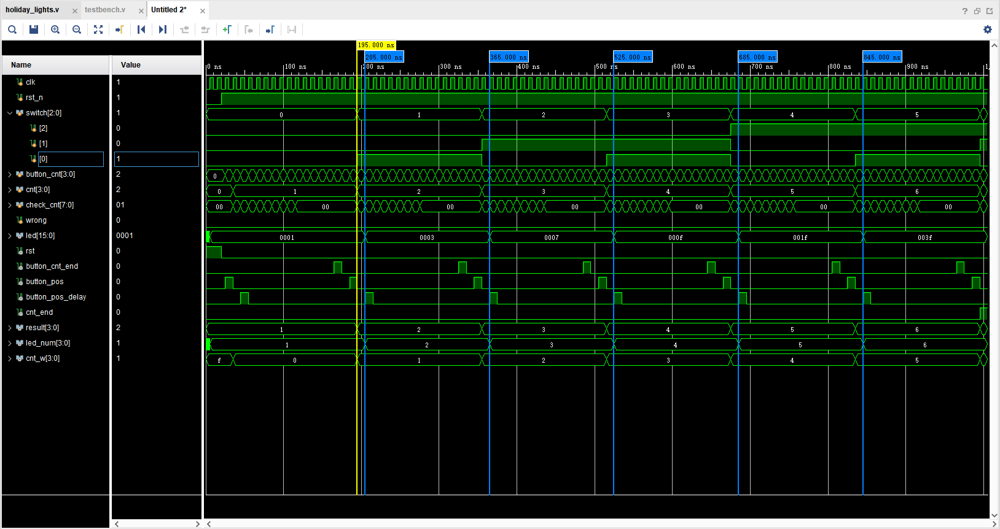 holiday_lights.v × testbench.v × Untitled 2* ×
?
195.000 ns
205.000 ns 365.000 ns 525.000 ns 685.000 ns 845.000 ns
Name Value
0 ns 100 ns 200 ns 300 ns 400 ns 500 ns 600 ns 700 ns 800 ns 900 ns
clk 1
rst_n 1
switch[2:0] 1 0 1 2 3 4 5
[2] 0
[1] 0
[0] 1
button_cnt[3:0] 2 0
cnt[3:0] 2 0 1 2 3 4 5 6
check_cnt[7:0] 01 00 00 00 00 00 00 00
wrong 0
led[15:0] 0001 0001 0003 0007 000f 001f 003f
rst 0
button_cnt_end 0
button_pos 0
button_pos_delay 0
cnt_end 0
result[3:0] 2 1 2 3 4 5 6
led_num[3:0] 1 1 2 3 4 5 6
cnt_w[3:0] 1 f 0 1 2 3 4 5